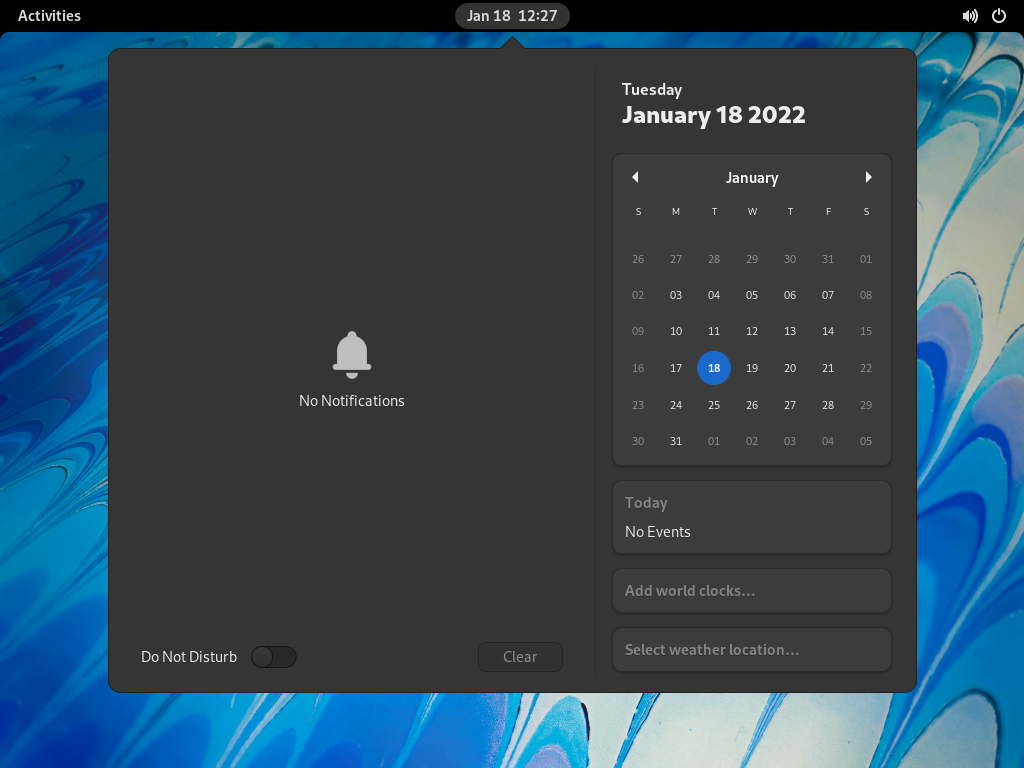 Activities
Jan 18 12:27
No Notifications
Do Not Disturb
Clear
Tuesday
January 18 2022
January
S M T W T F S
26 27 28 29 30 31 01
02 03 04 05 06 07 08
09 10 11 12 13 14 15
16 17 18 19 20 21 22
23 24 25 26 27 28 29
30 31 01 02 03 04 05
Today
No Events
Add world clocks…
Select weather location…